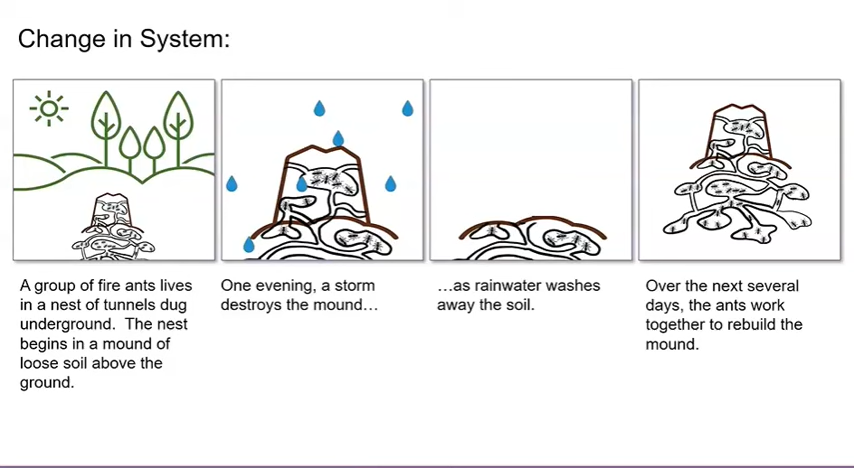 Change in System:
A group of fire ants lives
in a nest of tunnels dug
underground.  The nest
begins in a mound of
loose soil above the
ground.
One evening, a storm
destroys the mound…
…as rainwater washes
away the soil.
Over the next several
days, the ants work
together to rebuild the
mound.